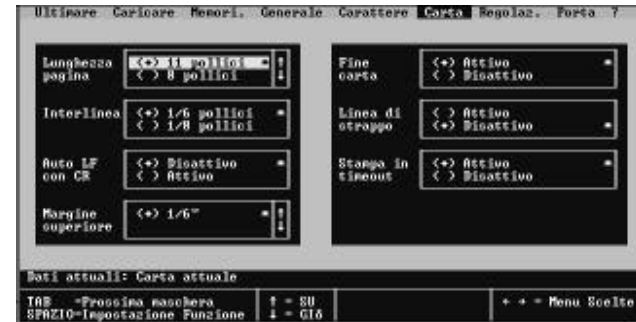 Ultimare Caricare Memori. Generale Carattere Carta Regolaz. Porta ?
Lunghezza pagina
(•) 11 pollici
( ) 8 pollici
Interlinea
(•) 1/6 pollici
( ) 1/8 pollici
Auto LF con CR
(•) Disattivo
( ) Attivo
Margine superiore
(•) 1/6"
Fine carta
(•) Attivo
( ) Disattivo
Linea di strappo
( ) Attivo
(•) Disattivo
Stampa in timeout
(•) Attivo
( ) Disattivo
Dati attuali: Carta attuale
TAB =Prossima maschera
SPAZIO=Impostazione Funzione
↑ = SU
↓ = GIù
← → = Menu Scelte